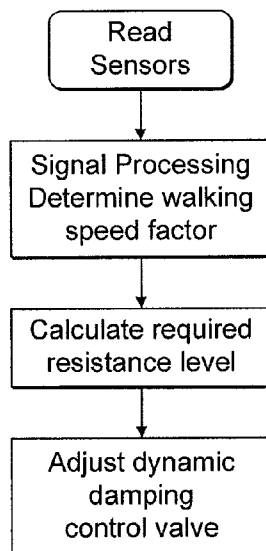 Read
Sensors
Signal Processing
Determine walking
speed factor
Calculate required
resistance level
Adjust dynamic
damping
control valve